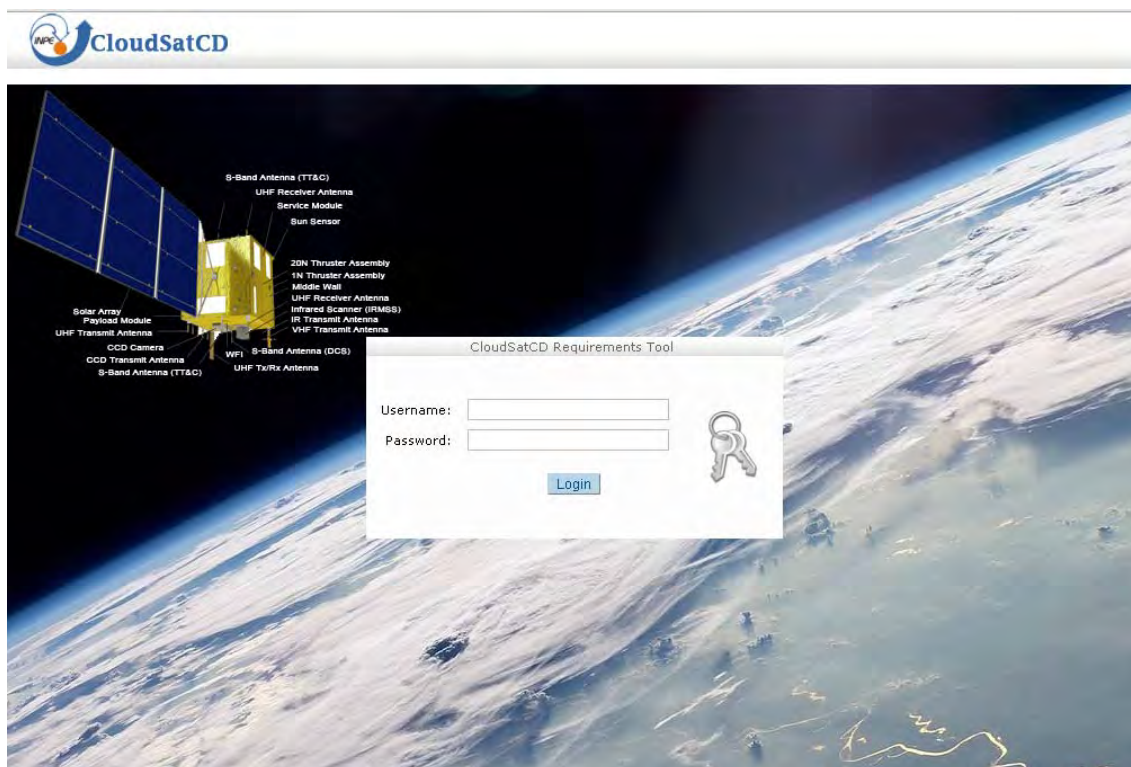 INPE
CloudSatCD
S-Band Antenna (TT&C)
UHF Receiver Antenna
Service Module
Sun Sensor
20N Thruster Assembly
1N Thruster Assembly
Middle Wall
UHF Receiver Antenna
Infrared Scanner (IRMSS)
IR Transmit Antenna
VHF Transmit Antenna
Solar Array
Payload Module
UHF Transmit Antenna
CCD Camera
CCD Transmit Antenna
S-Band Antenna (TT&C)
WFI
S-Band Antenna (DCS)
UHF Tx/Rx Antenna
CloudSatCD Requirements Tool
Username:
Password:
Login